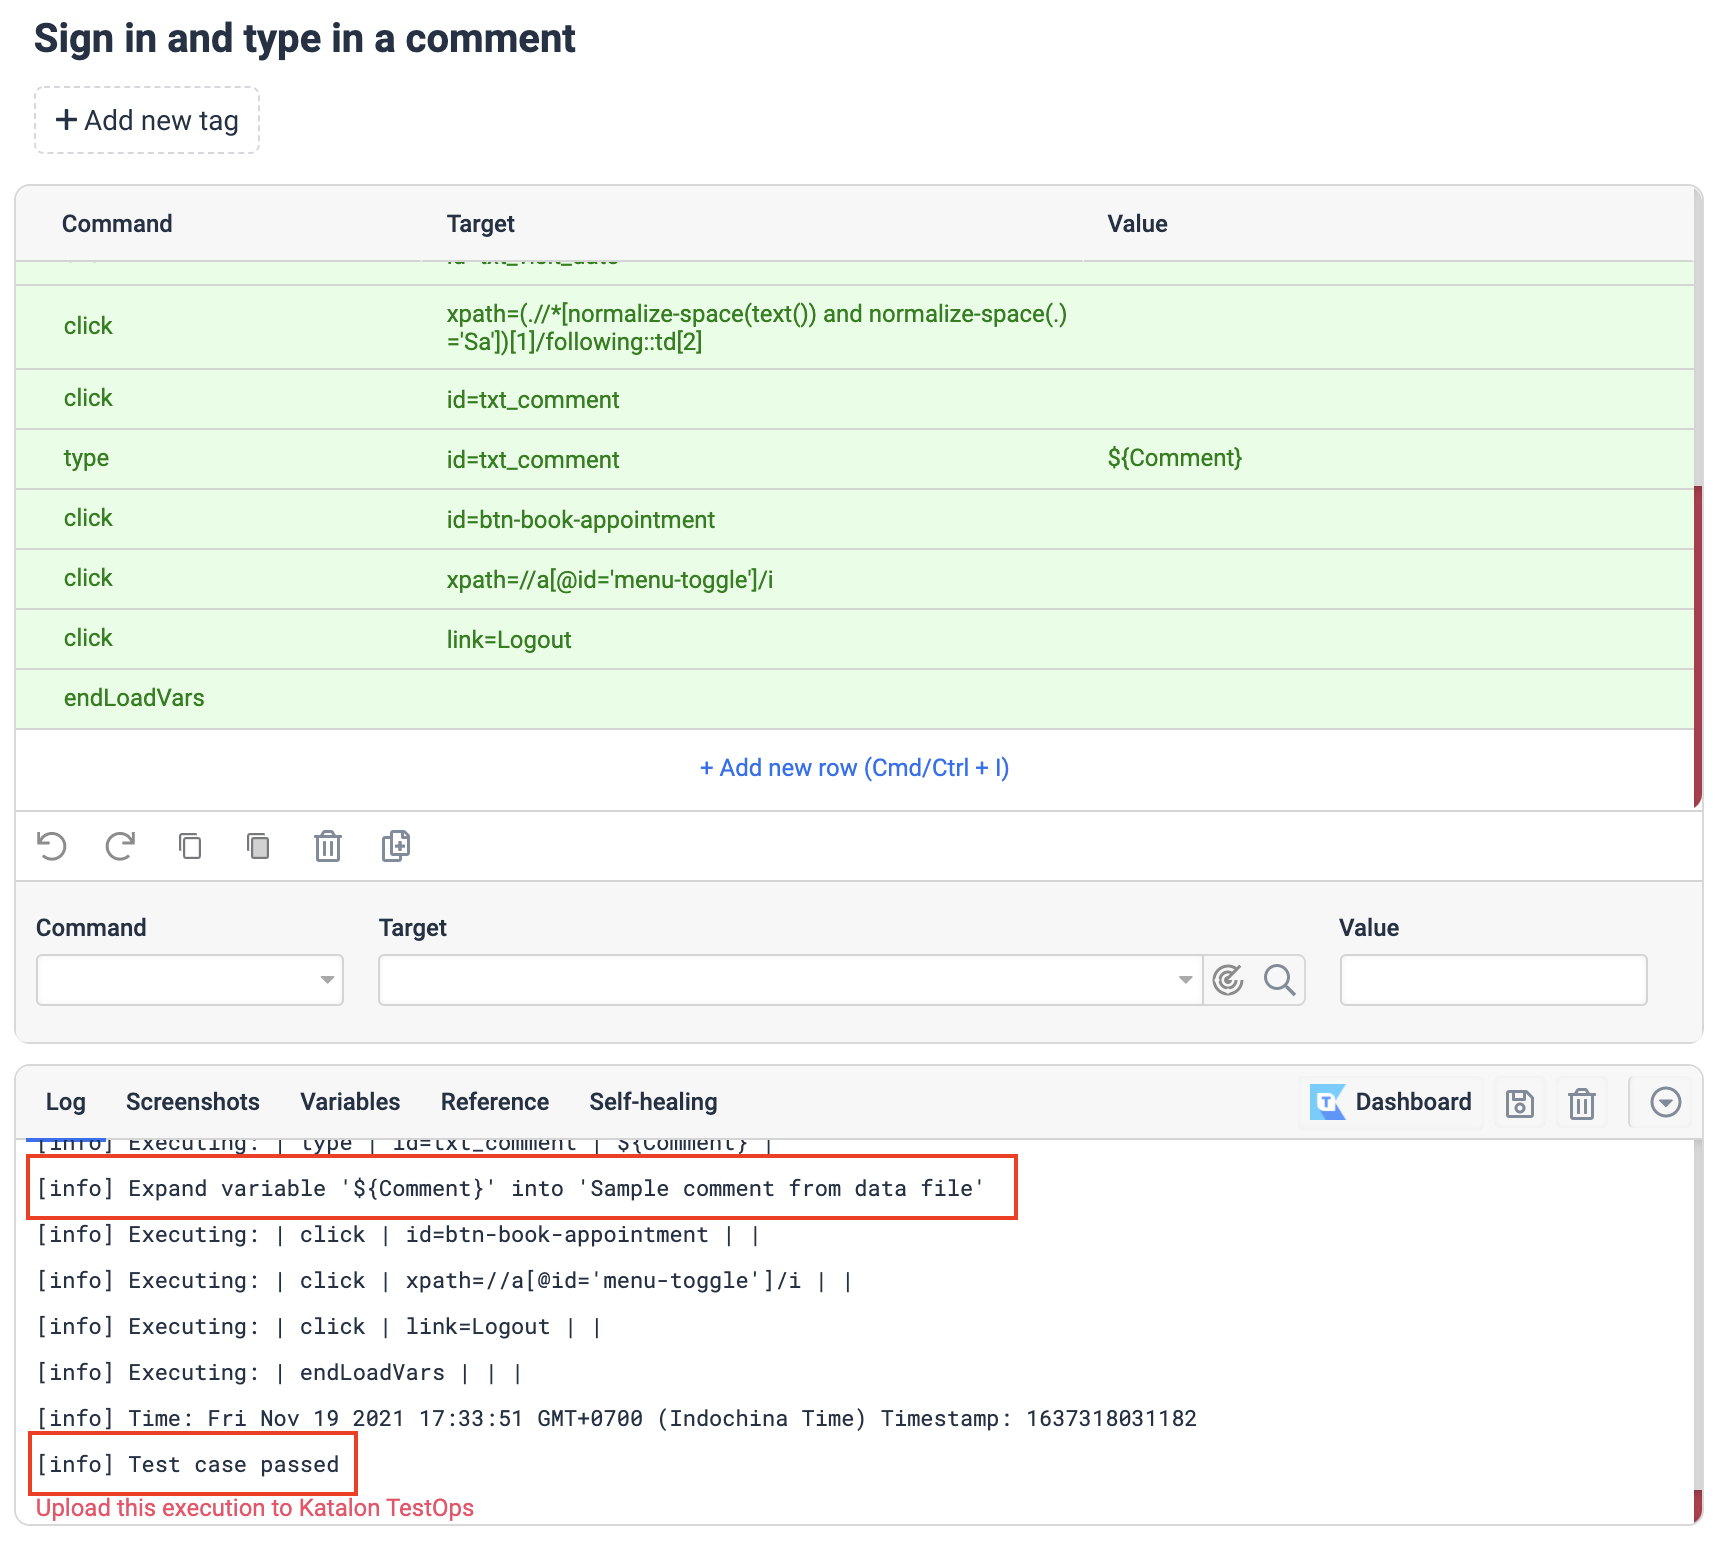 Sign in and type in a comment
+ Add new tag
Command Target Value
click xpath=(.//*[normalize-space(text()) and normalize-space(.)
='Sa'])[1]/following::td[2]
click id=txt_comment
type id=txt_comment ${Comment}
click id=btn-book-appointment
click xpath=//a[@id='menu-toggle']/i
click link=Logout
endLoadVars
+ Add new row (Cmd/Ctrl + I)
Command Target Value
Log Screenshots Variables Reference Self-healing Dashboard
[info] Executing: | type | id=txt_comment | ${Comment} |
[info] Expand variable '${Comment}' into 'Sample comment from data file'
[info] Executing: | click | id=btn-book-appointment | |
[info] Executing: | click | xpath=//a[@id='menu-toggle']/i | |
[info] Executing: | click | link=Logout | |
[info] Executing: | endLoadVars | | |
[info] Time: Fri Nov 19 2021 17:33:51 GMT+0700 (Indochina Time) Timestamp: 1637318031182
[info] Test case passed
Upload this execution to Katalon TestOps